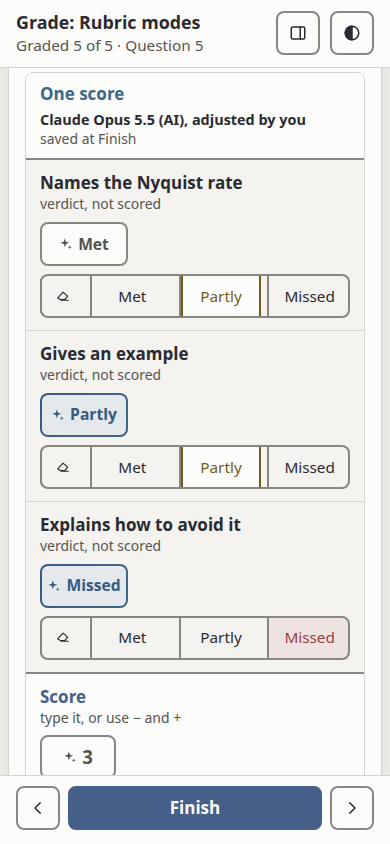 Grade: Rubric modes
Graded 5 of 5 · Question 5
One score
Claude Opus 5.5 (AI), adjusted by you
saved at Finish
Names the Nyquist rate
verdict, not scored
Met
Met Partly Missed
Gives an example
verdict, not scored
Partly
Met Partly Missed
Explains how to avoid it
verdict, not scored
Missed
Met Partly Missed
Score
type it, or use − and +
3
Finish